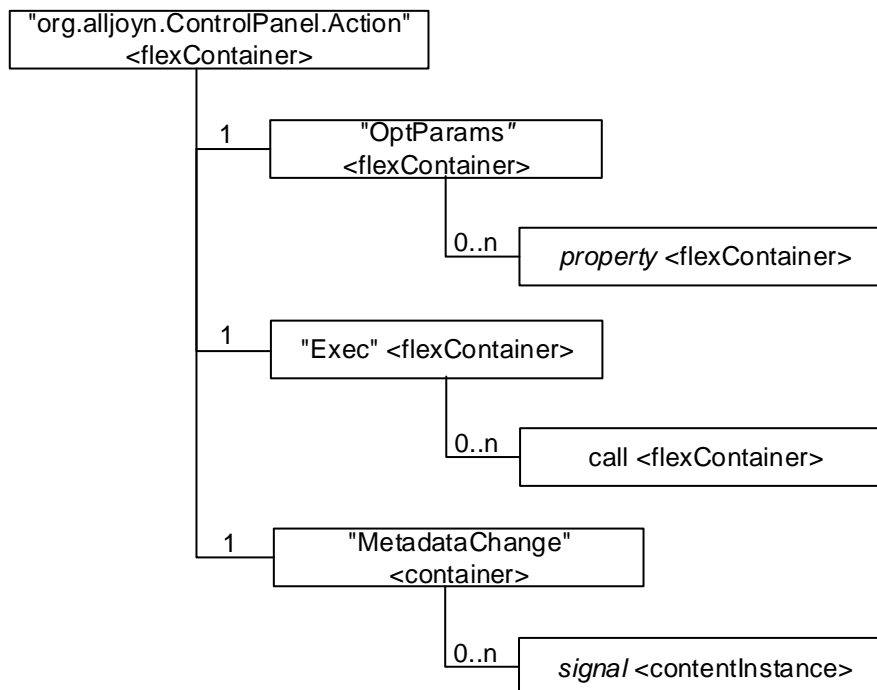 "org.alljoyn.ControlPanel.Action"
<flexContainer>
1
"OptParams"
<flexContainer>
0..n
property <flexContainer>
1
"Exec" <flexContainer>
0..n
call <flexContainer>
1
"MetadataChange"
<container>
0..n
signal <contentInstance>